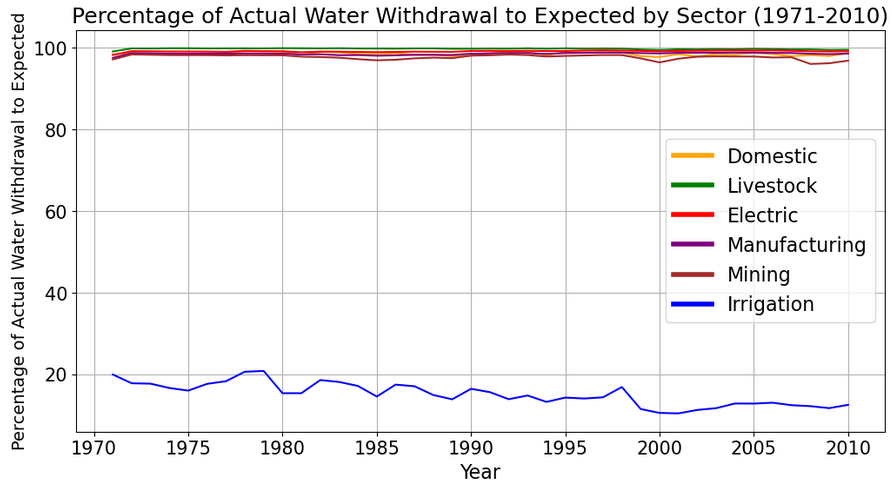 Percentage of Actual Water Withdrawal to Expected by Sector (1971-2010)
Percentage of Actual Water Withdrawal to Expected
100
80
60
40
20
Domestic
Livestock
Electric
Manufacturing
Mining
Irrigation
1970 1975 1980 1985 1990 1995 2000 2005 2010
Year